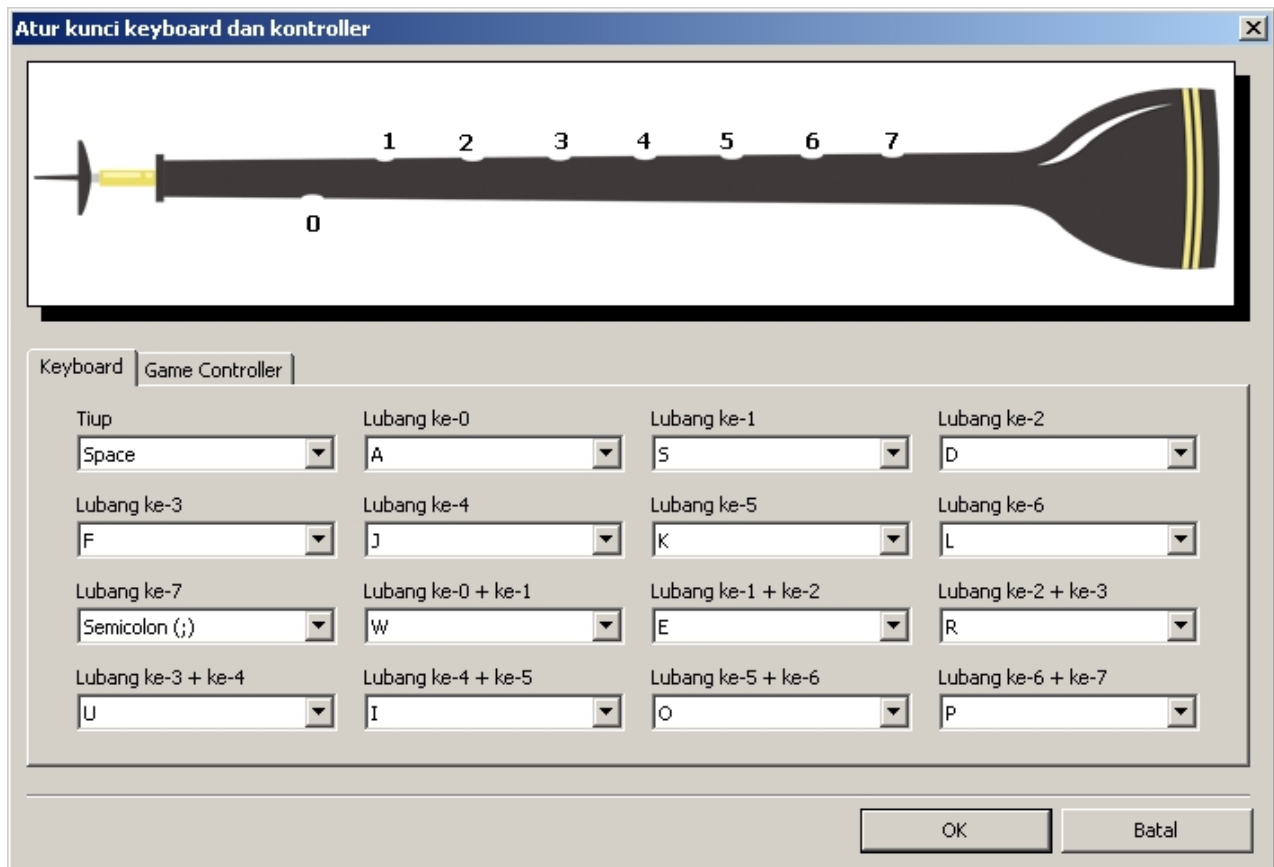 Atur kunci keyboard dan kontroller
1 2 3 4 5 6 7
0
Keyboard Game Controller
Tiup Lubang ke-0 Lubang ke-1 Lubang ke-2
Space A S D
Lubang ke-3 Lubang ke-4 Lubang ke-5 Lubang ke-6
F J K L
Lubang ke-7 Lubang ke-0 + ke-1 Lubang ke-1 + ke-2 Lubang ke-2 + ke-3
Semicolon (;) W E R
Lubang ke-3 + ke-4 Lubang ke-4 + ke-5 Lubang ke-5 + ke-6 Lubang ke-6 + ke-7
U I O P
OK Batal